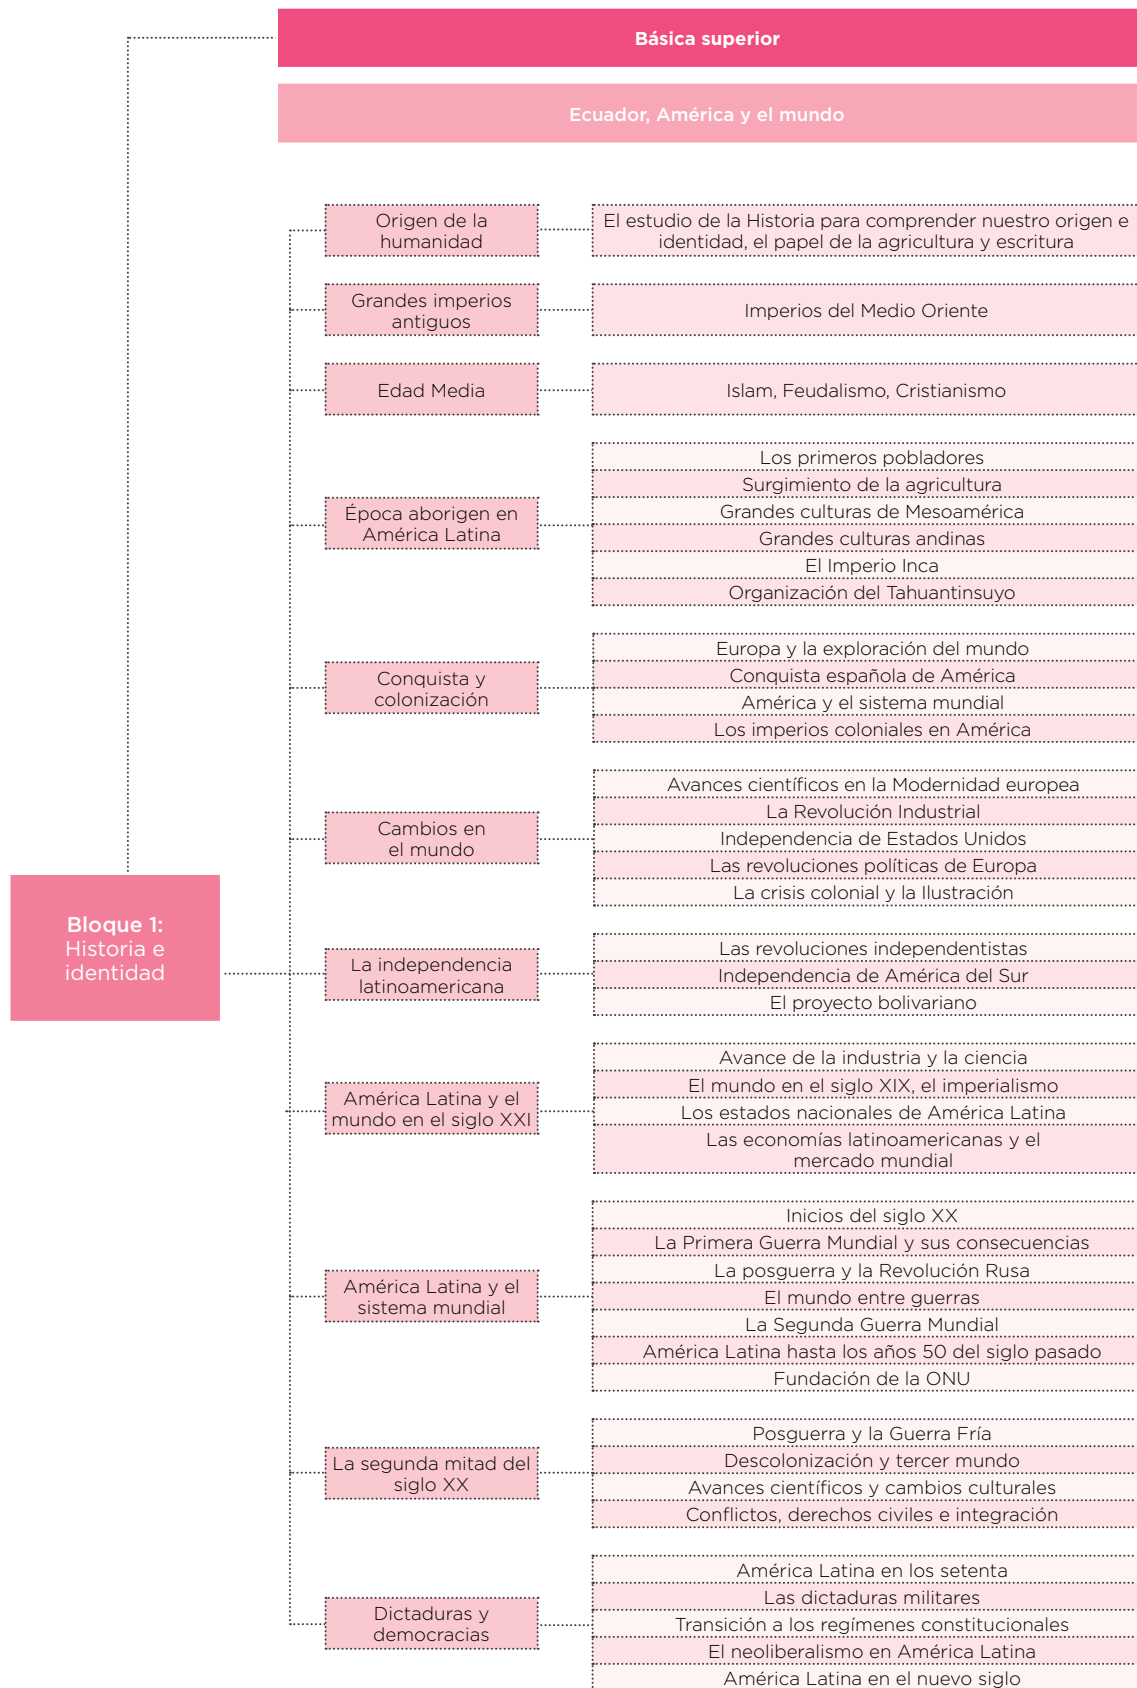 Básica superior
Ecuador, América y el mundo
Origen de la
humanidad
El estudio de la Historia para comprender nuestro origen e
identidad, el papel de la agricultura y escritura
Grandes imperios
antiguos
Imperios del Medio Oriente
Edad Media
Islam, Feudalismo, Cristianismo
Época aborigen en
América Latina
Los primeros pobladores
Surgimiento de la agricultura
Grandes culturas de Mesoamérica
Grandes culturas andinas
El Imperio Inca
Organización del Tahuantinsuyo
Conquista y
colonización
Europa y la exploración del mundo
Conquista española de América
América y el sistema mundial
Los imperios coloniales en América
Cambios en
el mundo
Avances científicos en la Modernidad europea
La Revolución Industrial
Independencia de Estados Unidos
Las revoluciones políticas de Europa
La crisis colonial y la Ilustración
Bloque 1:
Historia e
identidad
La independencia
latinoamericana
Las revoluciones independentistas
Independencia de América del Sur
El proyecto bolivariano
América Latina y el
mundo en el siglo XXI
Avance de la industria y la ciencia
El mundo en el siglo XIX, el imperialismo
Los estados nacionales de América Latina
Las economías latinoamericanas y el
mercado mundial
América Latina y el
sistema mundial
Inicios del siglo XX
La Primera Guerra Mundial y sus consecuencias
La posguerra y la Revolución Rusa
El mundo entre guerras
La Segunda Guerra Mundial
América Latina hasta los años 50 del siglo pasado
Fundación de la ONU
La segunda mitad del
siglo XX
Posguerra y la Guerra Fría
Descolonización y tercer mundo
Avances científicos y cambios culturales
Conflictos, derechos civiles e integración
Dictaduras y
democracias
América Latina en los setenta
Las dictaduras militares
Transición a los regímenes constitucionales
El neoliberalismo en América Latina
América Latina en el nuevo siglo